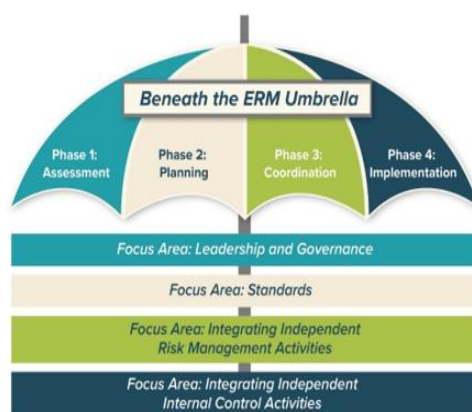 Beneath the ERM Umbrella
Phase 1:
Assessment
Phase 2:
Planning
Phase 3:
Coordination
Phase 4:
Implementation
Focus Area: Leadership and Governance
Focus Area: Standards
Focus Area: Integrating Independent
Risk Management Activities
Focus Area: Integrating Independent
Internal Control Activities